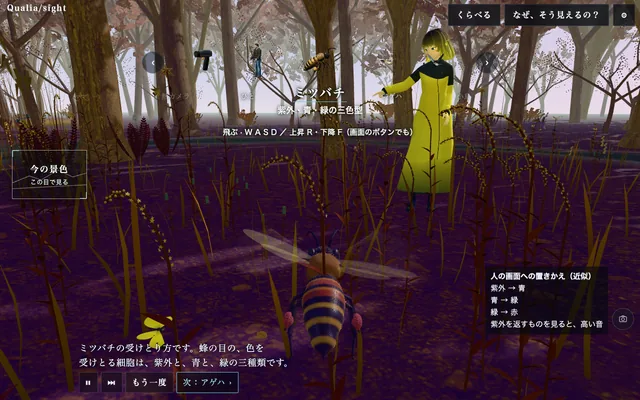 Qualia/sight
くらべる
なぜ、そう見えるの？
ミツバチ
紫外・青・緑の三色型
飛ぶ・W A S D ／ 上昇 R・下降 F（画面のボタンでも）
今の景色
この目で見る
人の画面への置きかえ（近似）
紫外 → 青
青 → 緑
緑 → 赤
紫外を返すものを見ると、高い音
ミツバチの受けとり方です。蜂の目の、色を
受けとる細胞は、紫外と、青と、緑の三種類です。
もう一度
次：アゲハ ›